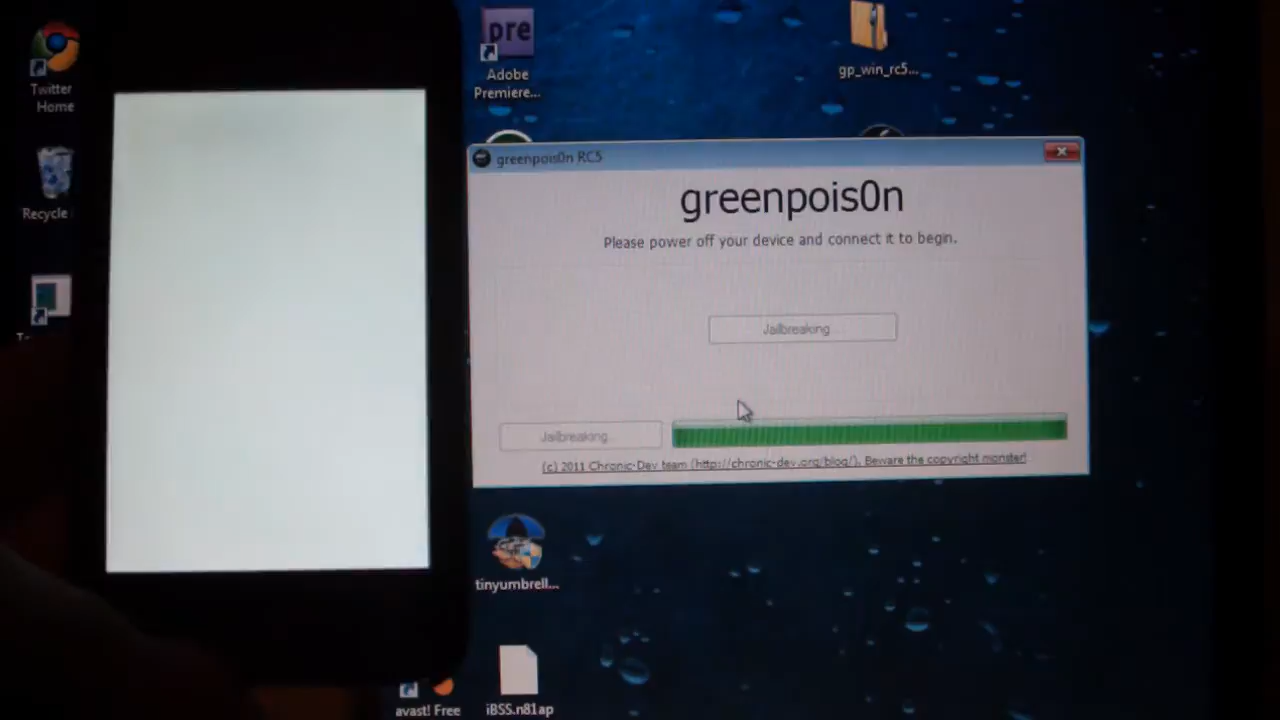 Twitter
Home
Recycle
pre
Adobe
Premiere...
gp_win_rc5...
greenpois0n RC5
greenpois0n
Please power off your device and connect it to begin.
Jailbreaking...
Jailbreaking...
(c) 2011 Chronic-Dev team (http://chronic-dev.org/blog/). Beware the copyright monster!
tinyumbrell...
avast! Free
iBSS.n81ap